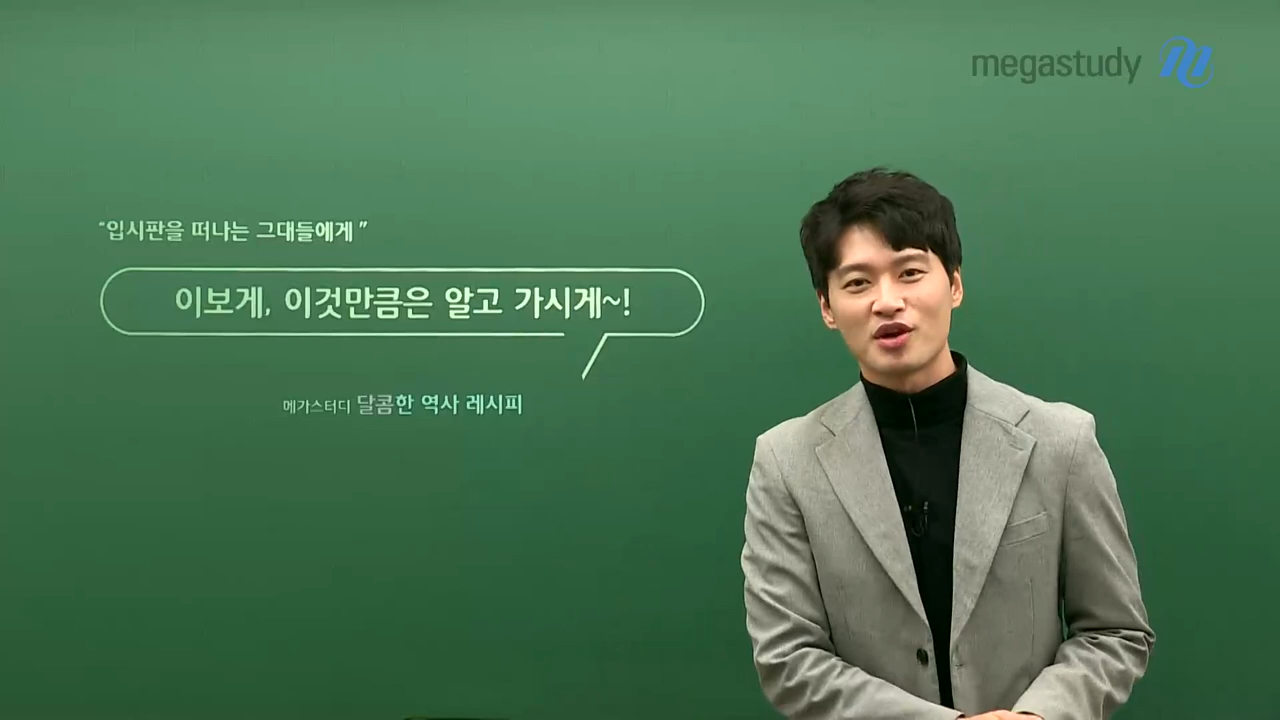 megastudy
"입시판을 떠나는 그대들에게"
이보게, 이것만큼은 알고 가시게~!
메가스터디 달콤한 역사 레시피